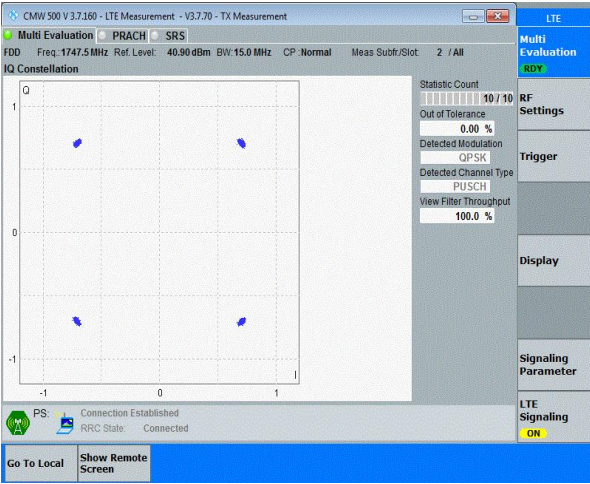 CMW 500 V 3.7.160 - LTE Measurement - V3.7.70 - TX Measurement
LTE
Multi Evaluation PRACH SRS
Multi
Evaluation
RDY
FDD Freq.:1747.5 MHz Ref. Level: 40.90 dBm BW:15.0 MHz CP :Normal Meas Subfr./Slot: 2 / All
IQ Constellation
Q
1
0
-1
-1
0
1
I
Statistic Count
10 / 10
Out of Tolerance
0.00 %
Detected Modulation
QPSK
Detected Channel Type
PUSCH
View Filter Throughput
100.0 %
RF
Settings
Trigger
Display
Signaling
Parameter
LTE
Signaling
ON
PS: Connection Established
RRC State: Connected
Go To Local
Show Remote
Screen